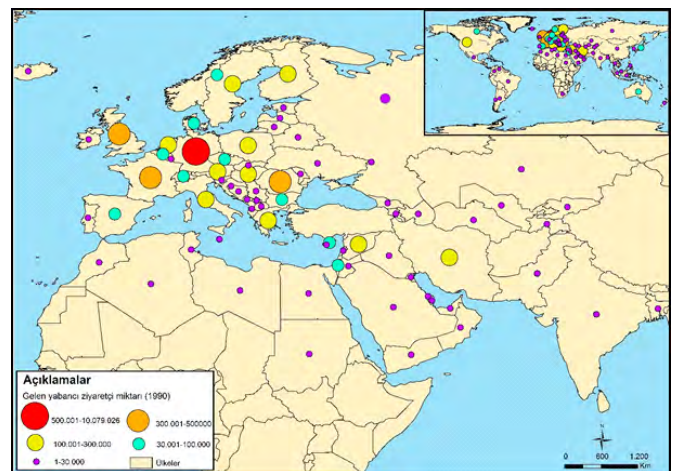 Açıklamalar
Gelen yabancı ziyaretçi miktarı (1990)
500.001-10.079.026
300.001-500000
100.001-300.000
30.001-100.000
1-30.000
Ülkeler
0 600 1.200
Km